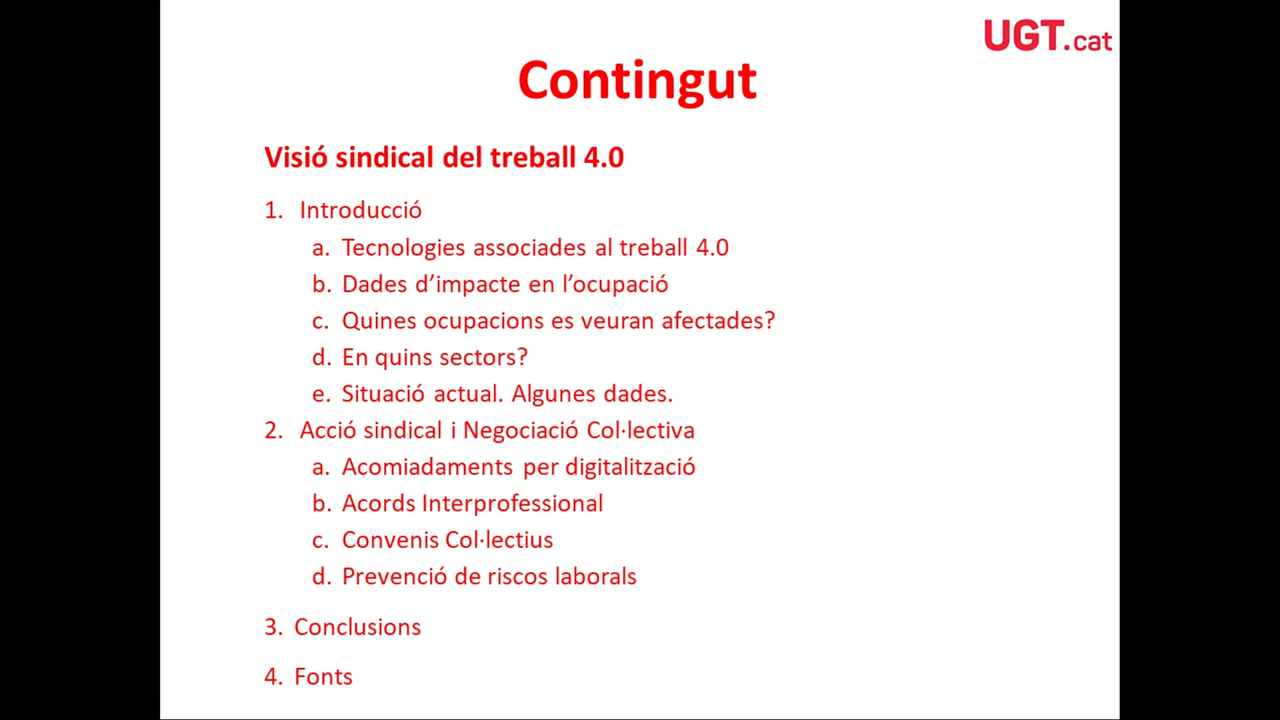 UGT.cat
Contingut
Visió sindical del treball 4.0
1. Introducció
a. Tecnologies associades al treball 4.0
b. Dades d’impacte en l’ocupació
c. Quines ocupacions es veuran afectades?
d. En quins sectors?
e. Situació actual. Algunes dades.
2. Acció sindical i Negociació Col·lectiva
a. Acomiadaments per digitalització
b. Acords Interprofessional
c. Convenis Col·lectius
d. Prevenció de riscos laborals
3. Conclusions
4. Fonts